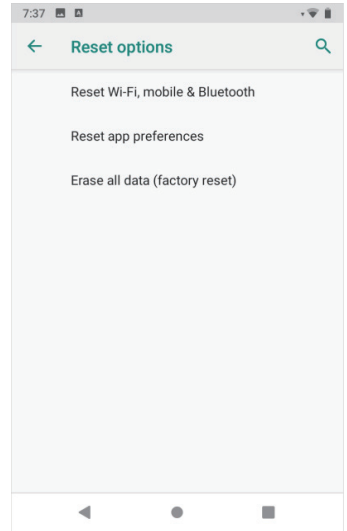 7:37
Reset options
Reset Wi-Fi, mobile & Bluetooth
Reset app preferences
Erase all data (factory reset)